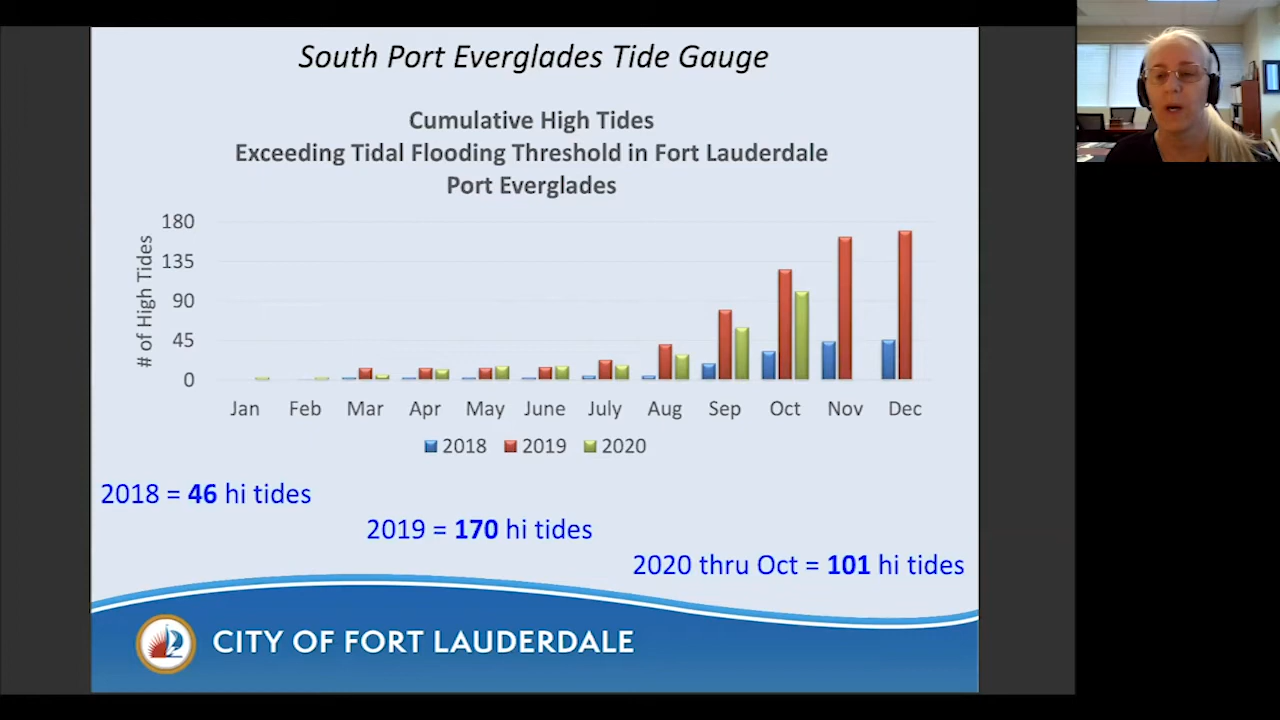 South Port Everglades Tide Gauge
Cumulative High Tides
Exceeding Tidal Flooding Threshold in Fort Lauderdale
Port Everglades
# of High Tides
180
135
90
45
0
Jan Feb Mar Apr May June July Aug Sep Oct Nov Dec
2018 2019 2020
2018 = 46 hi tides
2019 = 170 hi tides
2020 thru Oct = 101 hi tides
CITY OF FORT LAUDERDALE